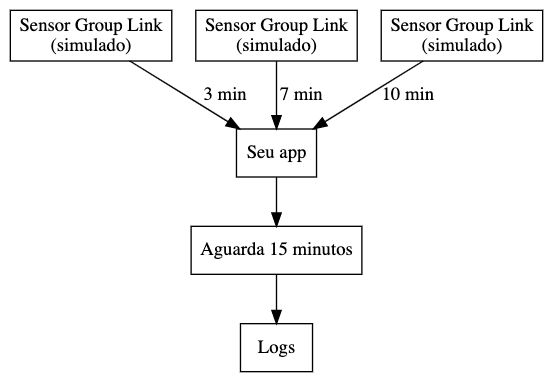 Sensor Group Link
(simulado)
Sensor Group Link
(simulado)
Sensor Group Link
(simulado)
3 min
7 min
10 min
Seu app
Aguarda 15 minutos
Logs